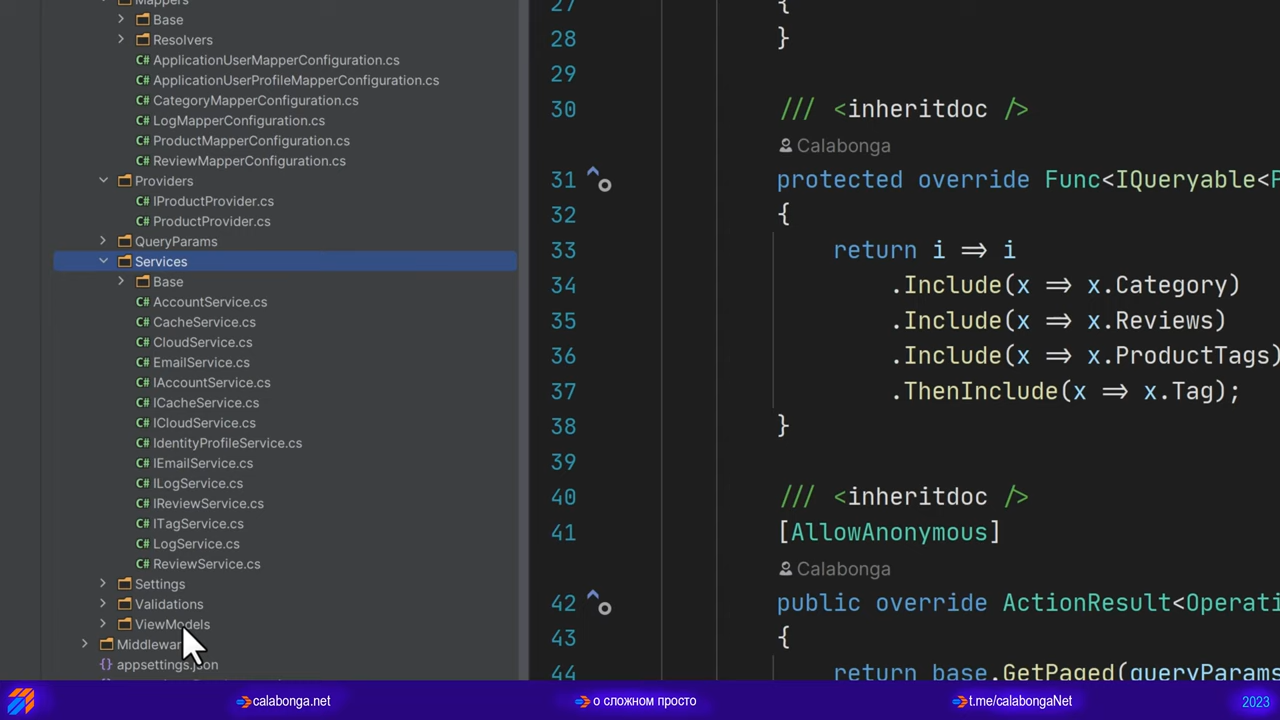 Mappers
Base
Resolvers
C# ApplicationUserMapperConfiguration.cs
C# ApplicationUserProfileMapperConfiguration.cs
C# CategoryMapperConfiguration.cs
C# LogMapperConfiguration.cs
C# ProductMapperConfiguration.cs
C# ReviewMapperConfiguration.cs
Providers
C# IProductProvider.cs
C# ProductProvider.cs
QueryParams
Services
Base
C# AccountService.cs
C# CacheService.cs
C# CloudService.cs
C# EmailService.cs
C# IAccountService.cs
C# ICacheService.cs
C# ICloudService.cs
C# IdentityProfileService.cs
C# IEmailService.cs
C# ILogService.cs
C# IReviewService.cs
C# ITagService.cs
C# LogService.cs
C# ReviewService.cs
Settings
Validations
ViewModels
Middlewar
{} appsettings.json
27 {
28 }
29
30 /// <inheritdoc />
Calabonga
31 protected override Func<IQueryable<
32 {
33 return i => i
34 .Include(x => x.Category)
35 .Include(x => x.Reviews)
36 .Include(x => x.ProductTags)
37 .ThenInclude(x => x.Tag);
38 }
39
40 /// <inheritdoc />
41 [AllowAnonymous]
Calabonga
42 public override ActionResult<Operati
43 {
44 return base.GetPaged(queryParams
calabonga.net
о сложном просто
t.me/calabongaNet
2023